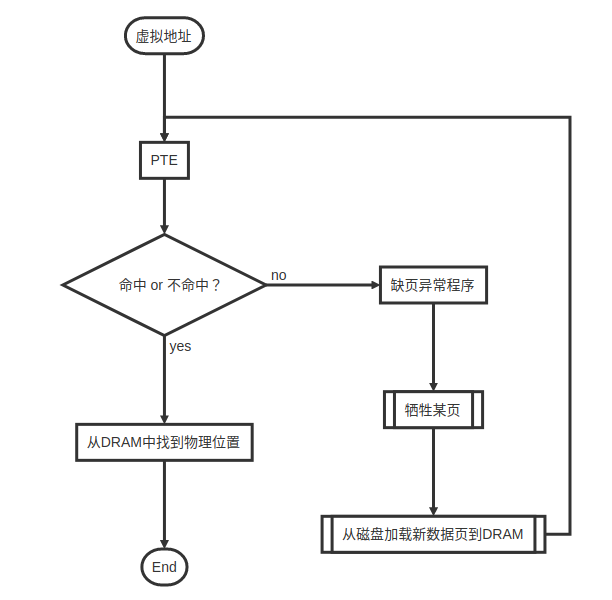 虚拟地址
PTE
命中 or 不命中？
no
缺页异常程序
yes
牺牲某页
从DRAM中找到物理位置
从磁盘加载新数据页到DRAM
End